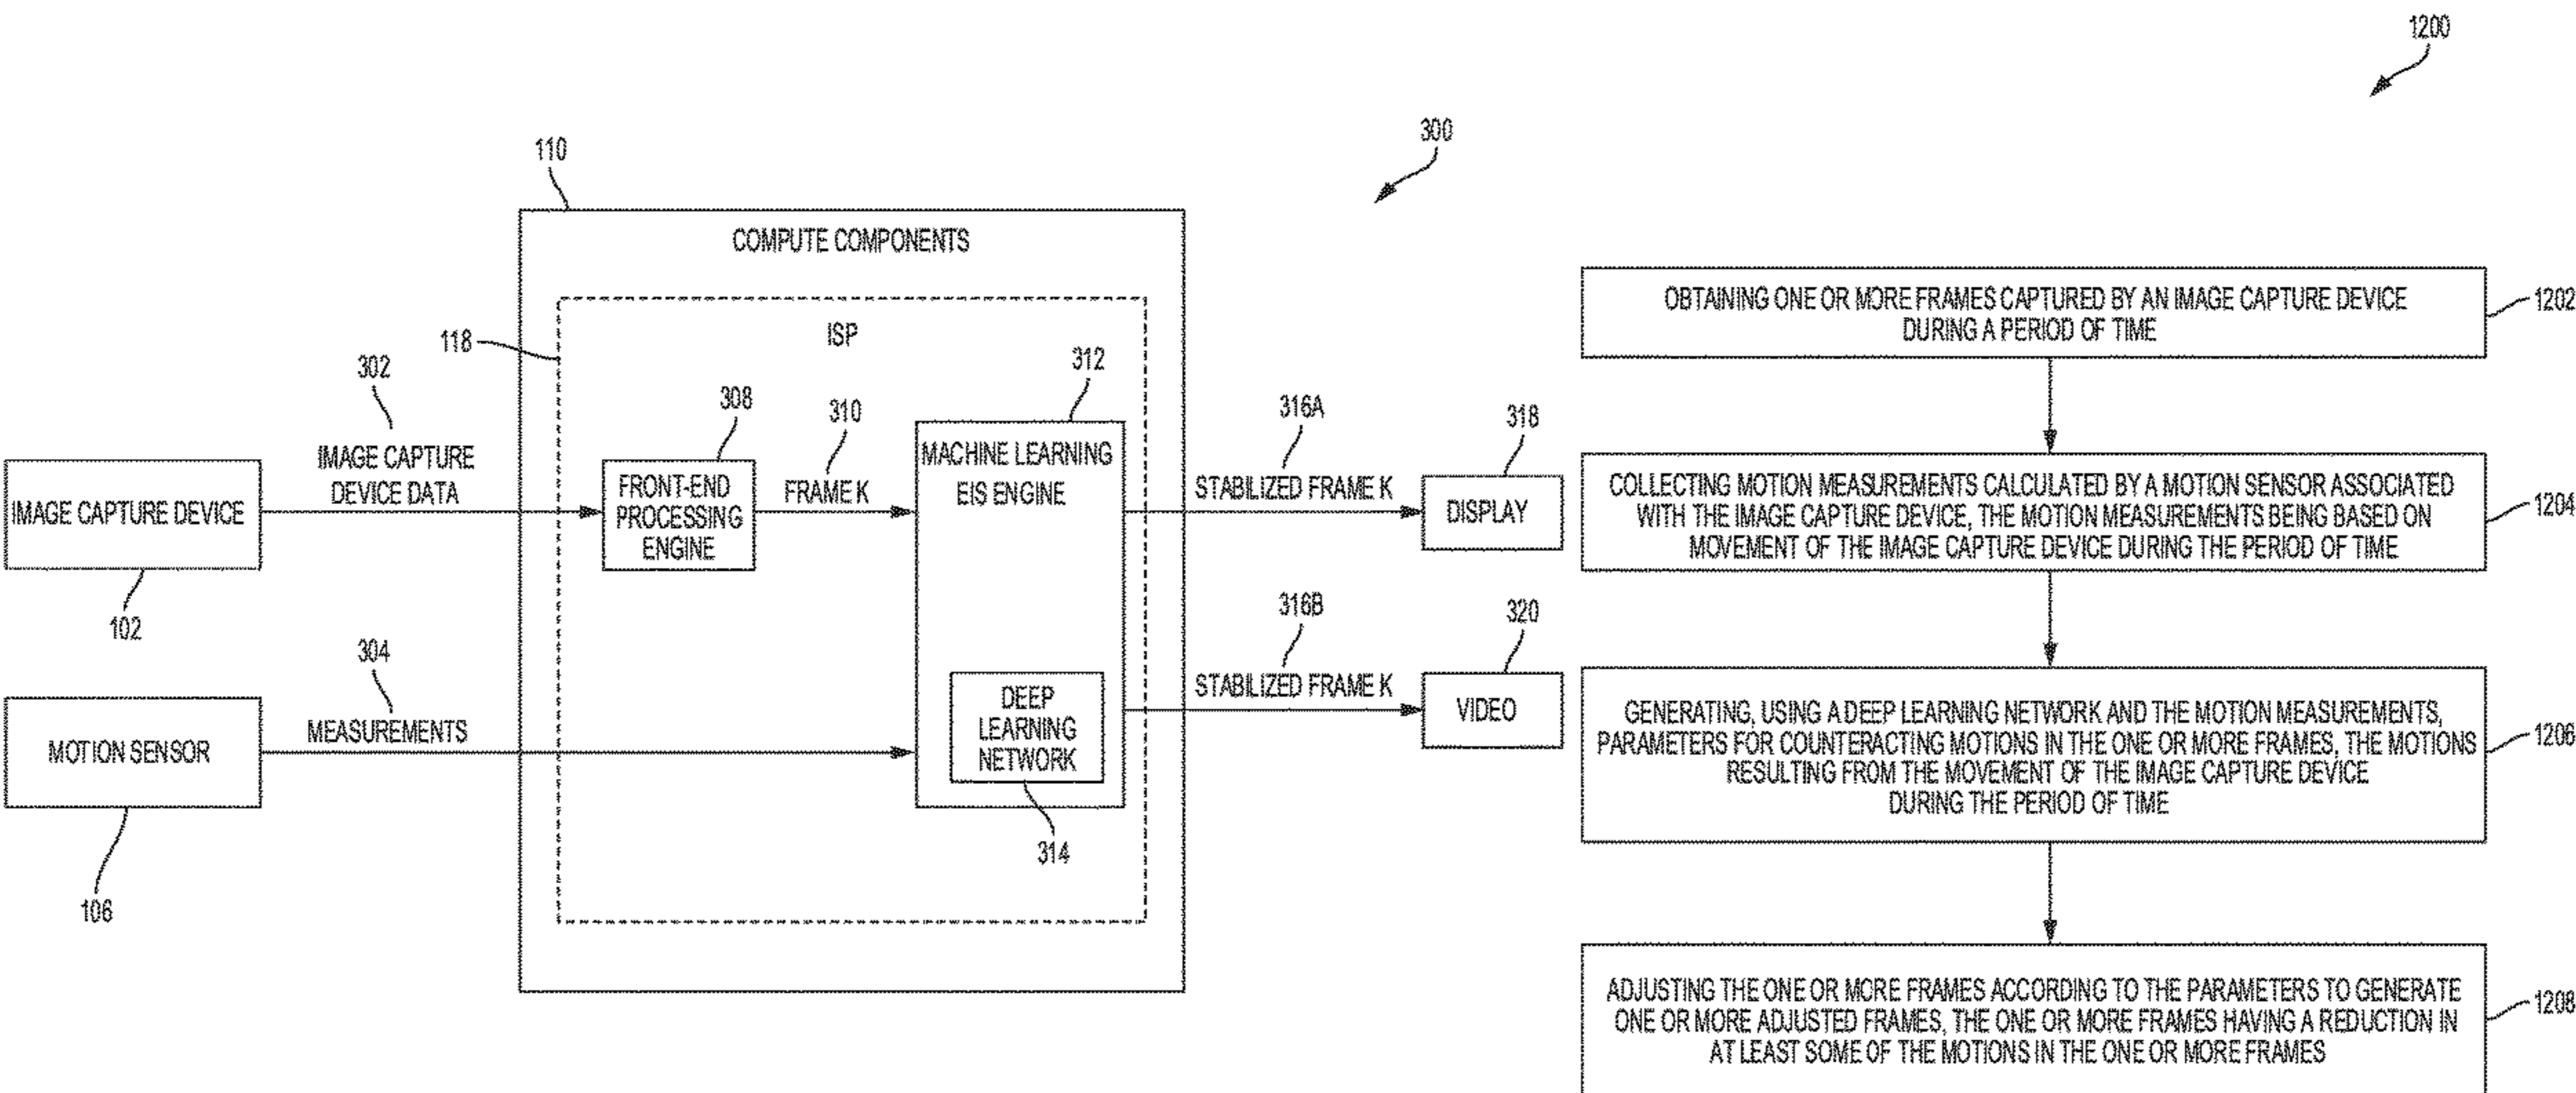 1200
300
110
COMPUTE COMPONENTS
118
ISP
302
IMAGE CAPTURE
DEVICE DATA
308
310
312
IMAGE CAPTURE DEVICE
102
FRONT-END
PROCESSING
ENGINE
FRAME K
MACHINE LEARNING
EIS ENGINE
316A
STABILIZED FRAME K
318
DISPLAY
304
MEASUREMENTS
MOTION SENSOR
106
DEEP
LEARNING
NETWORK
314
316B
STABILIZED FRAME K
320
VIDEO
OBTAINING ONE OR MORE FRAMES CAPTURED BY AN IMAGE CAPTURE DEVICE
DURING A PERIOD OF TIME
1202
COLLECTING MOTION MEASUREMENTS CALCULATED BY A MOTION SENSOR ASSOCIATED
WITH THE IMAGE CAPTURE DEVICE, THE MOTION MEASUREMENTS BEING BASED ON
MOVEMENT OF THE IMAGE CAPTURE DEVICE DURING THE PERIOD OF TIME
1204
GENERATING, USING A DEEP LEARNING NETWORK AND THE MOTION MEASUREMENTS,
PARAMETERS FOR COUNTERACTING MOTIONS IN THE ONE OR MORE FRAMES, THE MOTIONS
RESULTING FROM THE MOVEMENT OF THE IMAGE CAPTURE DEVICE
DURING THE PERIOD OF TIME
1206
ADJUSTING THE ONE OR MORE FRAMES ACCORDING TO THE PARAMETERS TO GENERATE
ONE OR MORE ADJUSTED FRAMES, THE ONE OR MORE FRAMES HAVING A REDUCTION IN
AT LEAST SOME OF THE MOTIONS IN THE ONE OR MORE FRAMES
1208